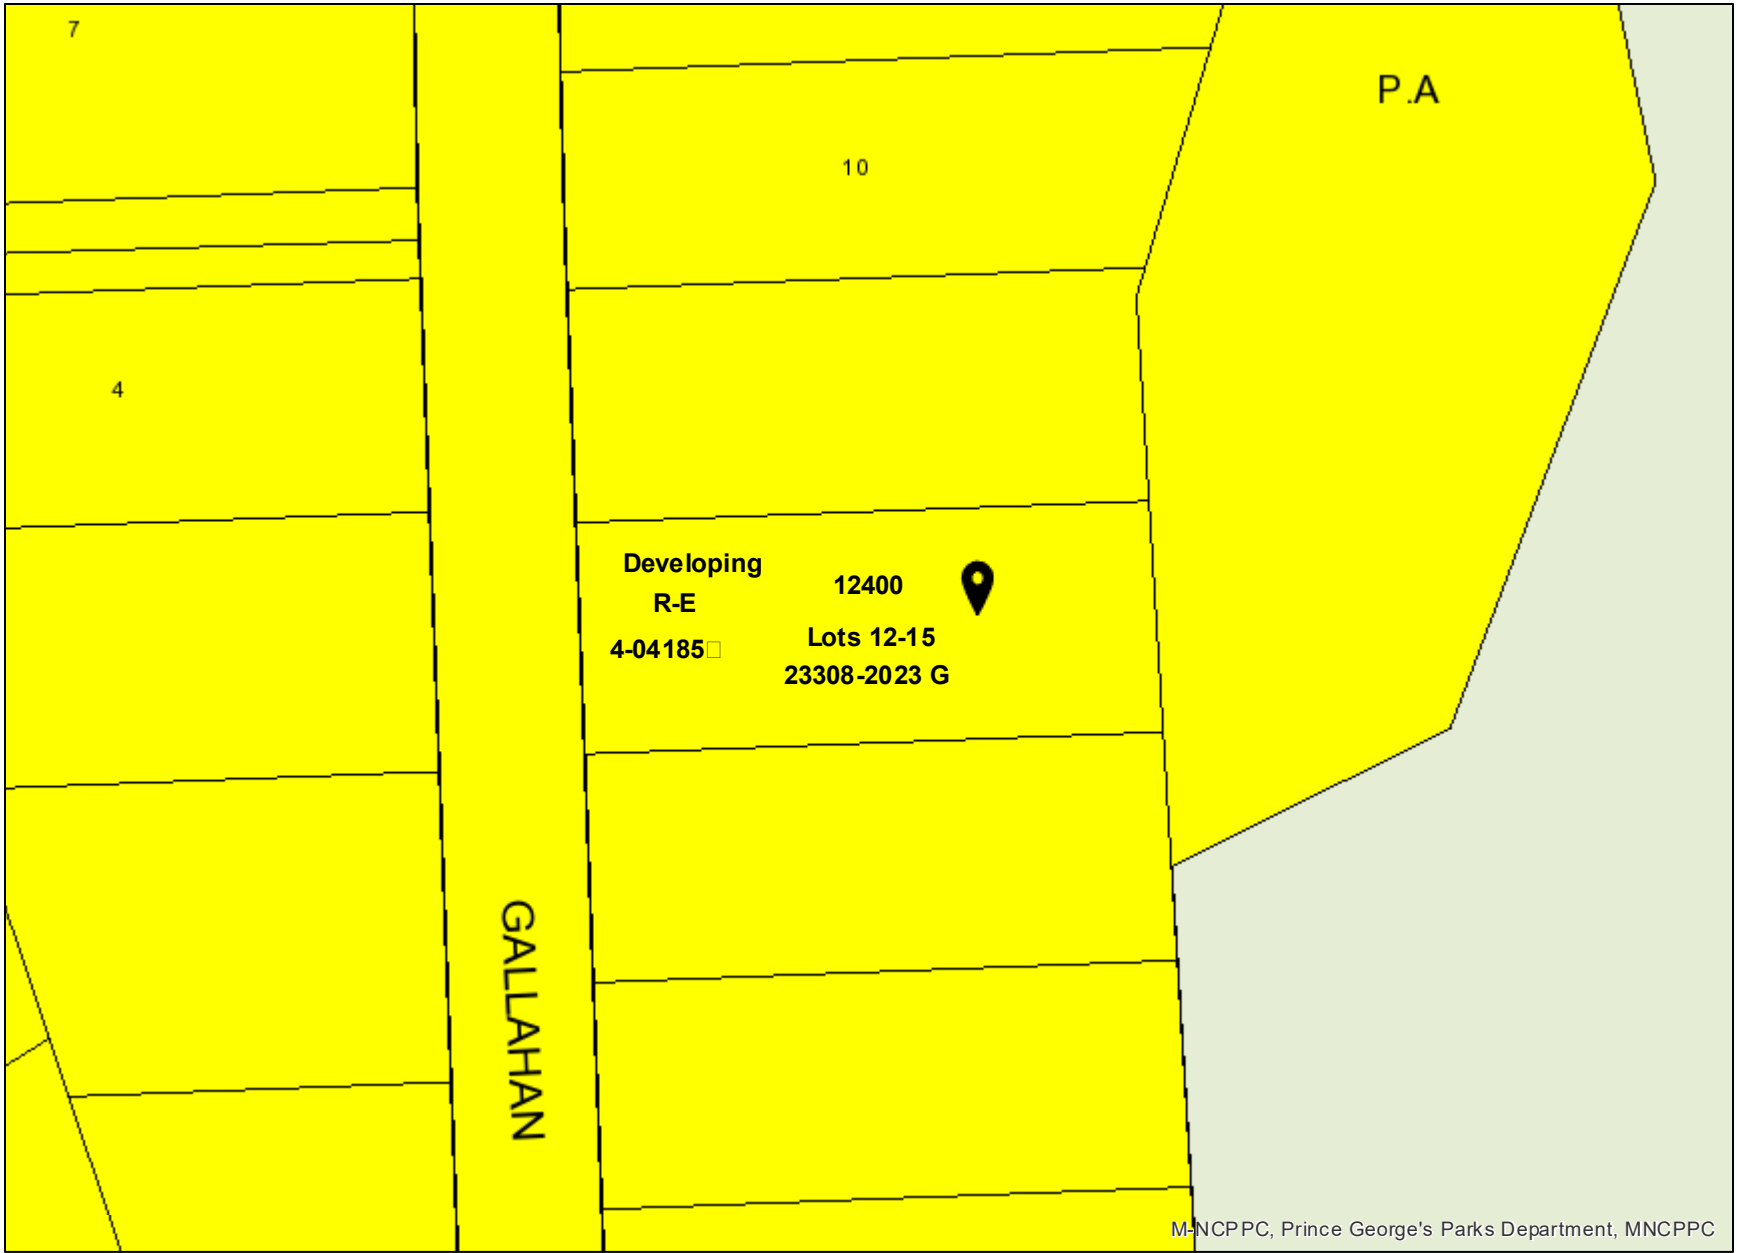 7
P.A
10
4
Developing
R-E
4-04185
12400
Lots 12-15
23308-2023 G
GALLAHAN
M-NCPPC, Prince George's Parks Department, MNCPPC